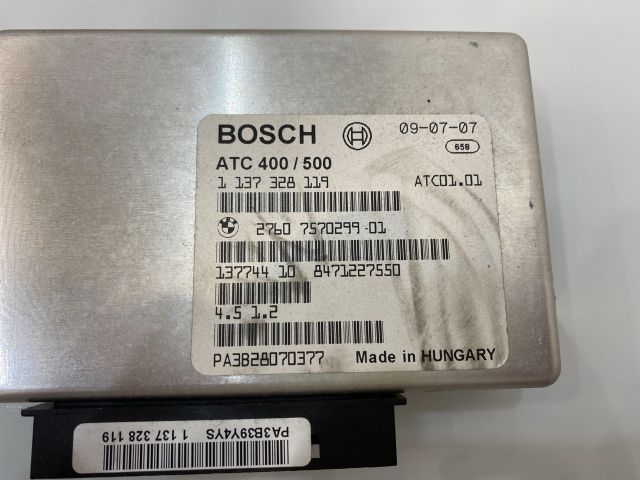 BOSCH 09-07-07
658
ATC 400 / 500
1 137 328 119 ATC01.01
2760 7570299-01
137744 10 8471227550
4.5 1.2
PA3B28070377 Made in HUNGARY
PA3B39Y4YS
1 137 328 119